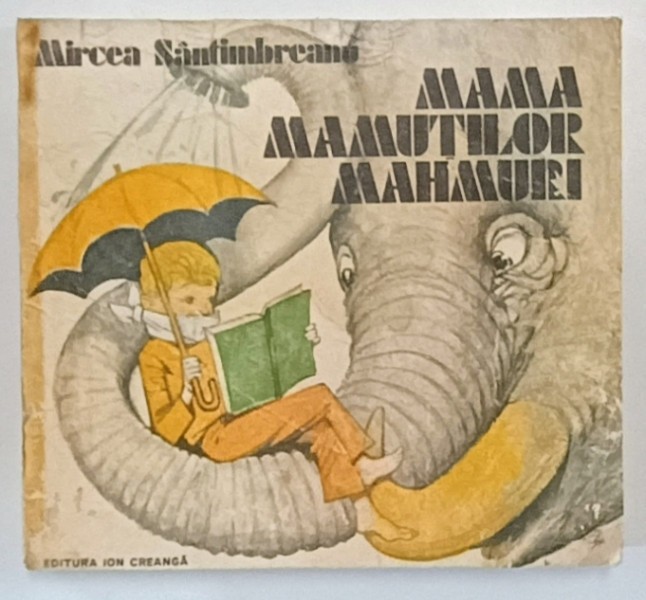 Mircea Sântimbreanu
MAMA
MAMUȚILOR
MAHMURI
EDITURA ION CREANGĂ